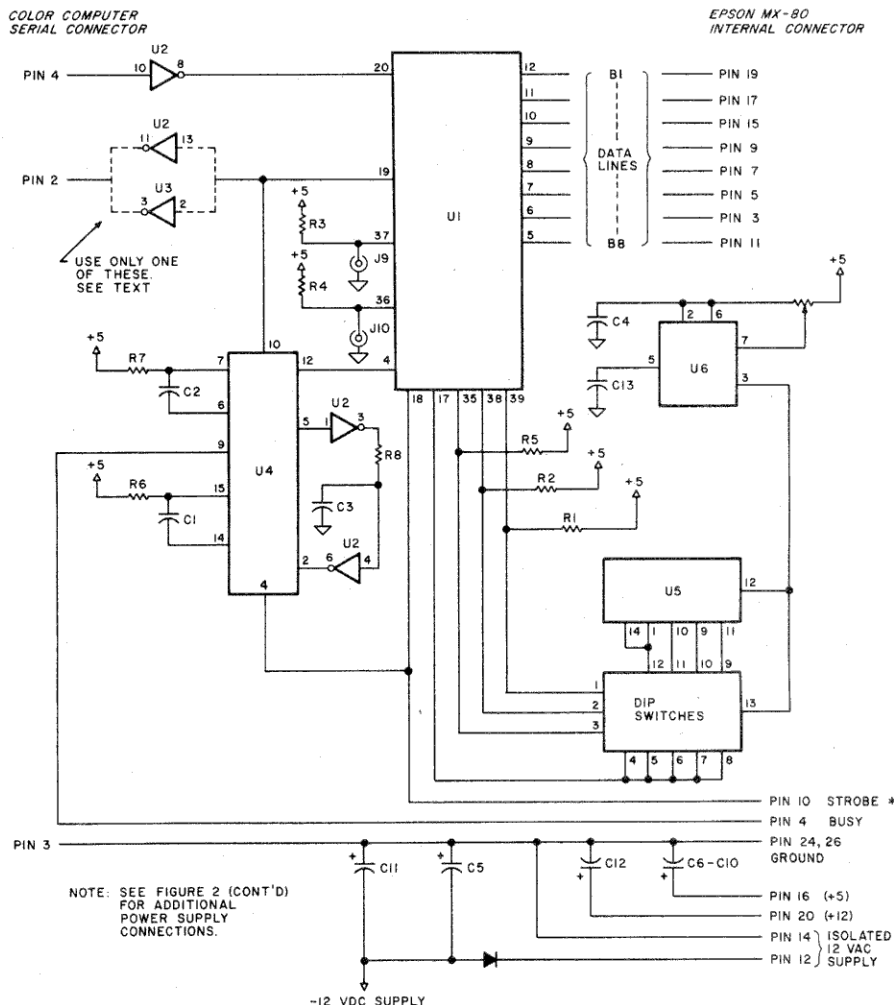 COLOR COMPUTER
SERIAL CONNECTOR
EPSON MX-80
INTERNAL CONNECTOR
U2
PIN 4
10
8
20
12
B1
PIN 19
11
PIN 17
10
PIN 15
U2
11
13
9
PIN 9
DATA
LINES
8
PIN 7
PIN 2
19
7
PIN 5
U3
3
2
U1
6
PIN 3
+5
R3
5
B8
PIN 11
37
J9
USE ONLY ONE
OF THESE.
SEE TEXT
+5
R4
36
J10
+5
C4
2
6
7
U6
5
3
C13
10
+5
R7
7
12
4
C2
6
18
17
35
38
39
U2
5
1
3
R8
9
U4
+5
R5
+5
R2
+5
R1
+5
R6
15
C1
14
C3
U2
2
6
4
4
U5
12
14
1
10
9
11
12
11
10
9
1
2
3
DIP
SWITCHES
13
4
5
6
7
8
PIN 10 STROBE *
PIN 4 BUSY
PIN 3
PIN 24, 26
GROUND
+
C11
+
C5
C12
+
C6-C10
+
NOTE: SEE FIGURE 2 (CONT'D)
FOR ADDITIONAL
POWER SUPPLY
CONNECTIONS.
PIN 16 (+5)
PIN 20 (+12)
PIN 14
PIN 12
ISOLATED
12 VAC
SUPPLY
-12 VDC SUPPLY